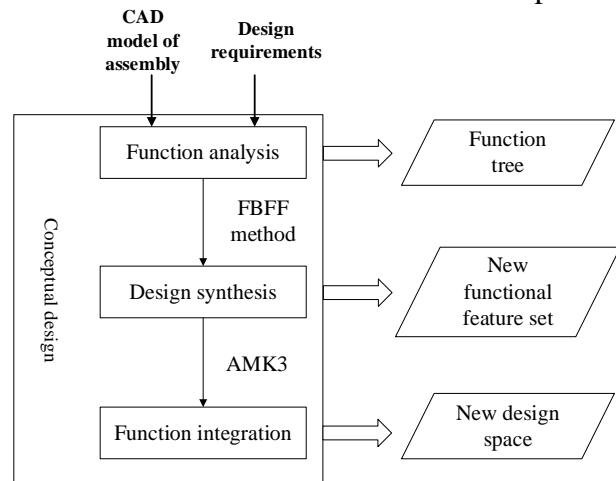 CAD
model of
assembly
Design
requirements
Function analysis
Function
tree
FBFF
method
Conceptual design
Design synthesis
New
functional
feature set
AMK3
Function integration
New design
space